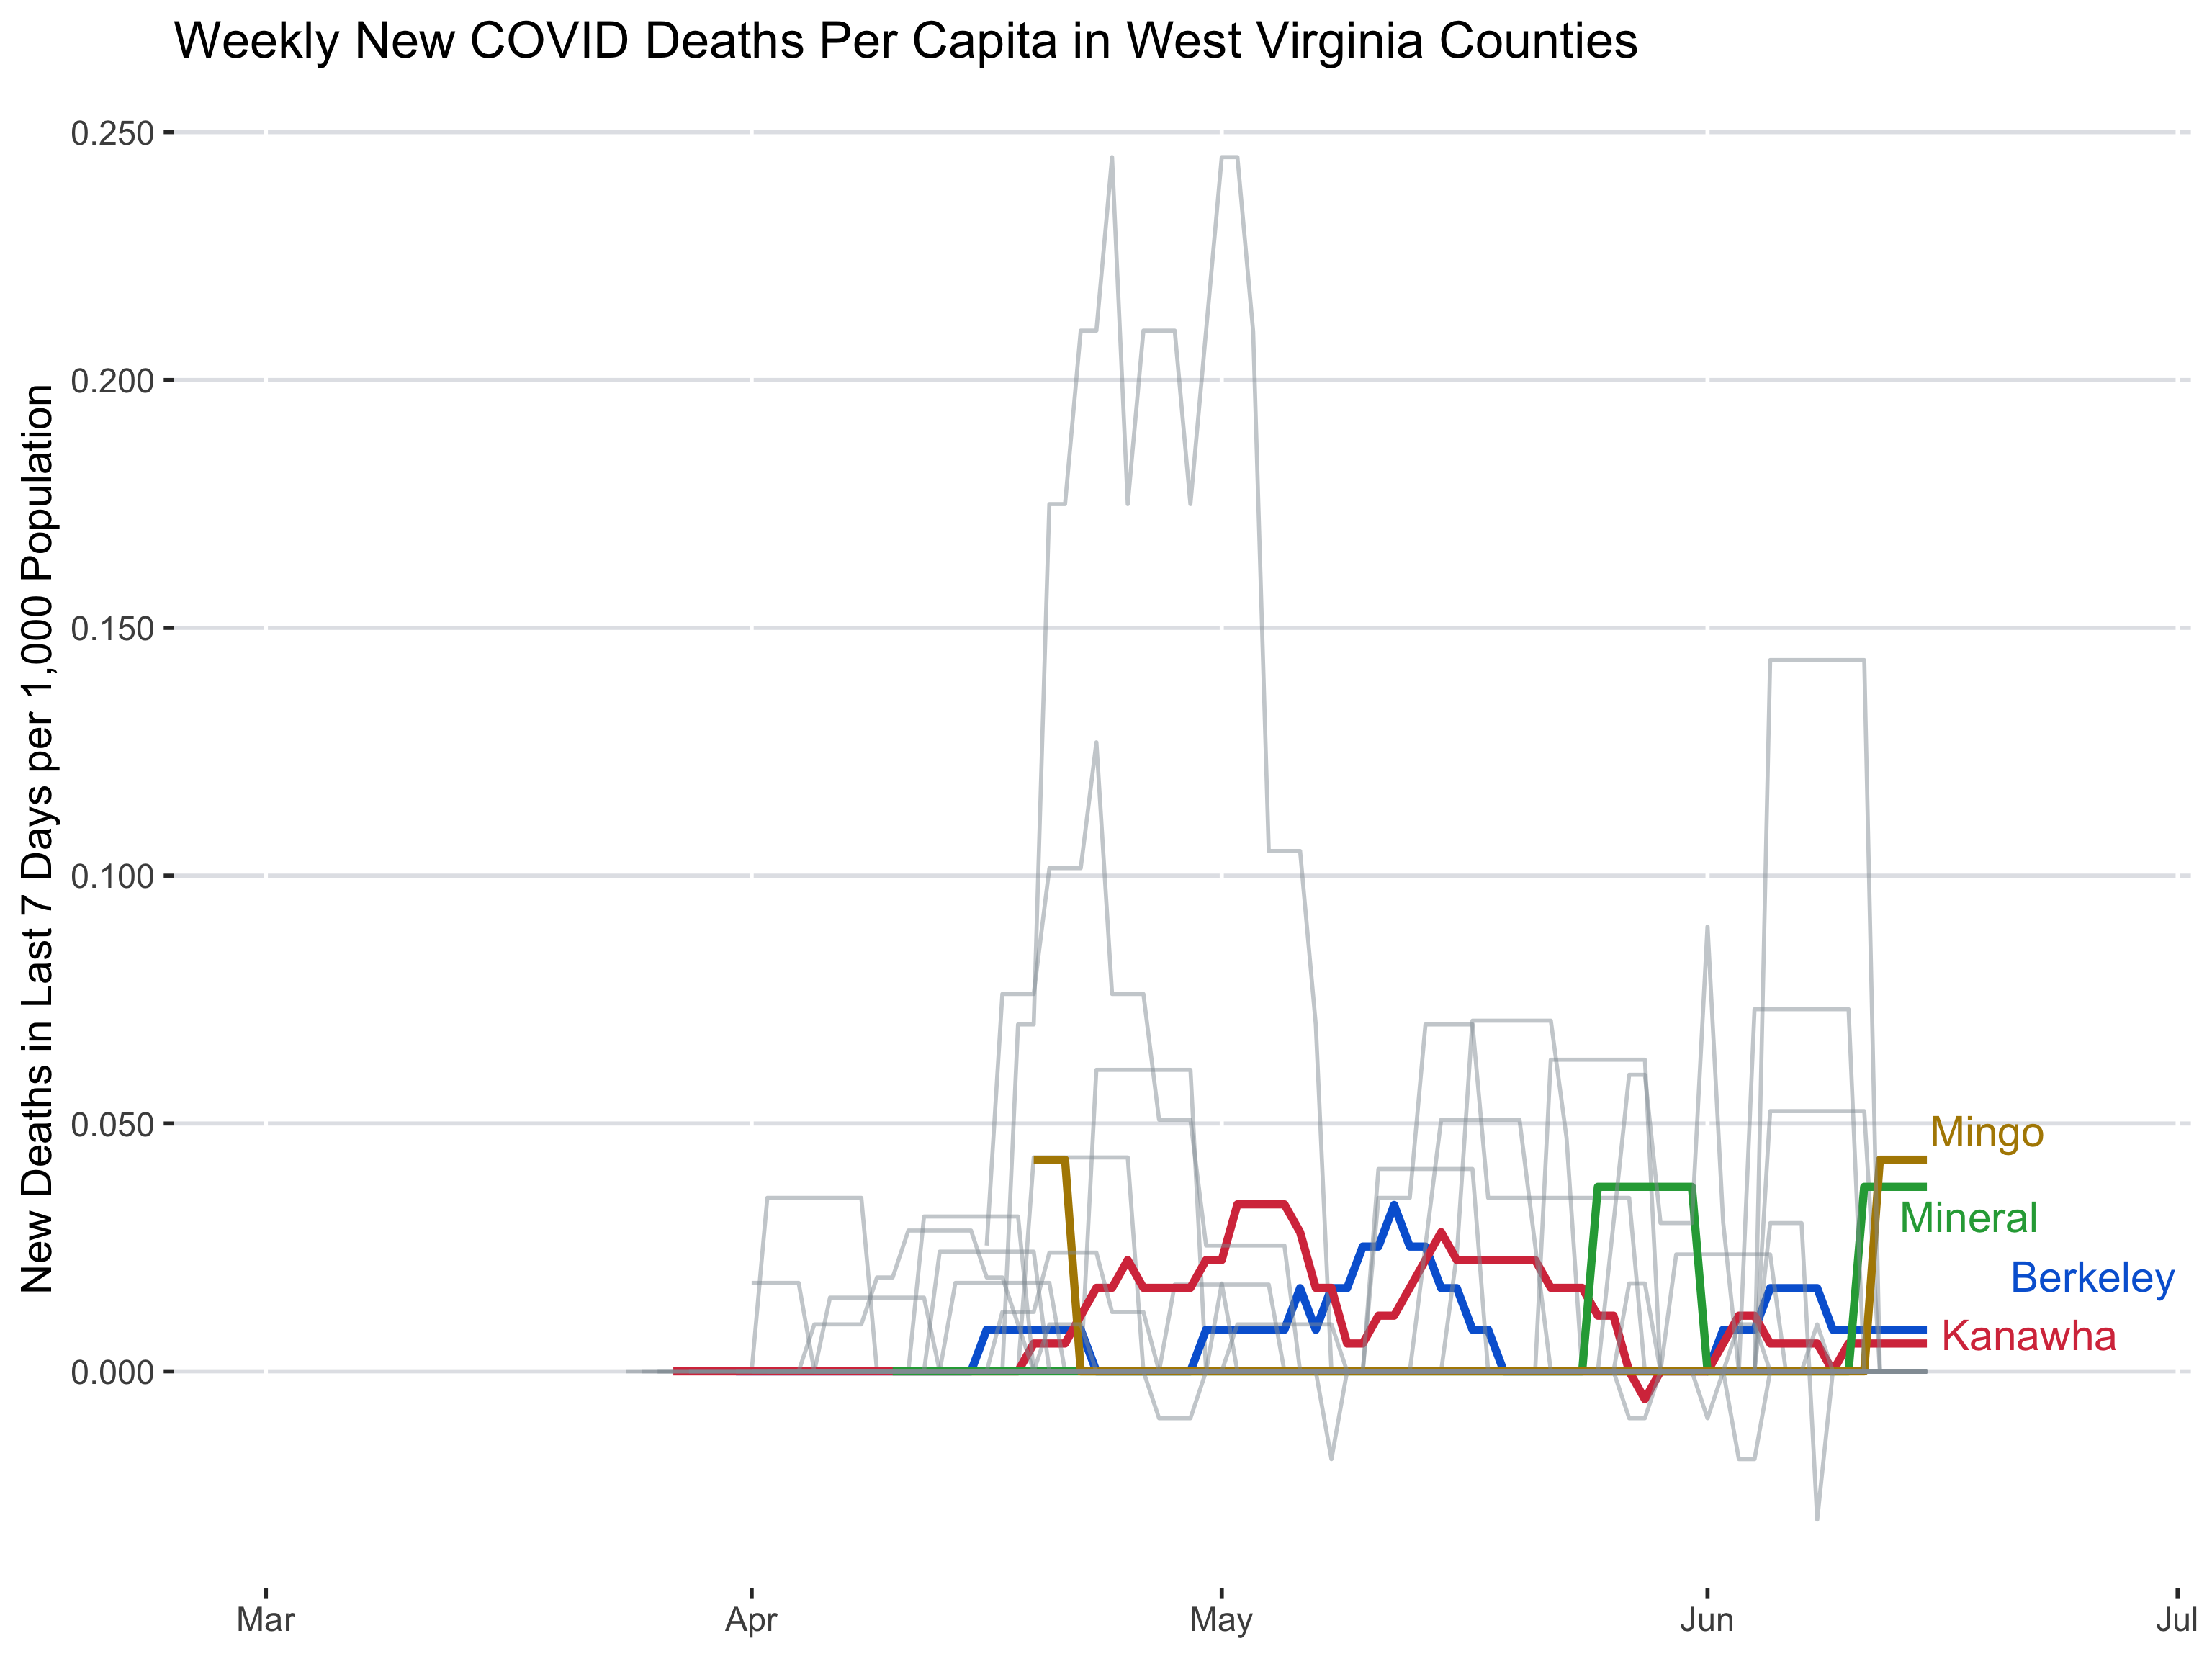 Weekly New COVID Deaths Per Capita in West Virginia Counties
New Deaths in Last 7 Days per 1,000 Population
0.250
0.200
0.150
0.100
0.050
0.000
Mingo
Mineral
Berkeley
Kanawha
Mar
Apr
May
Jun
Jul